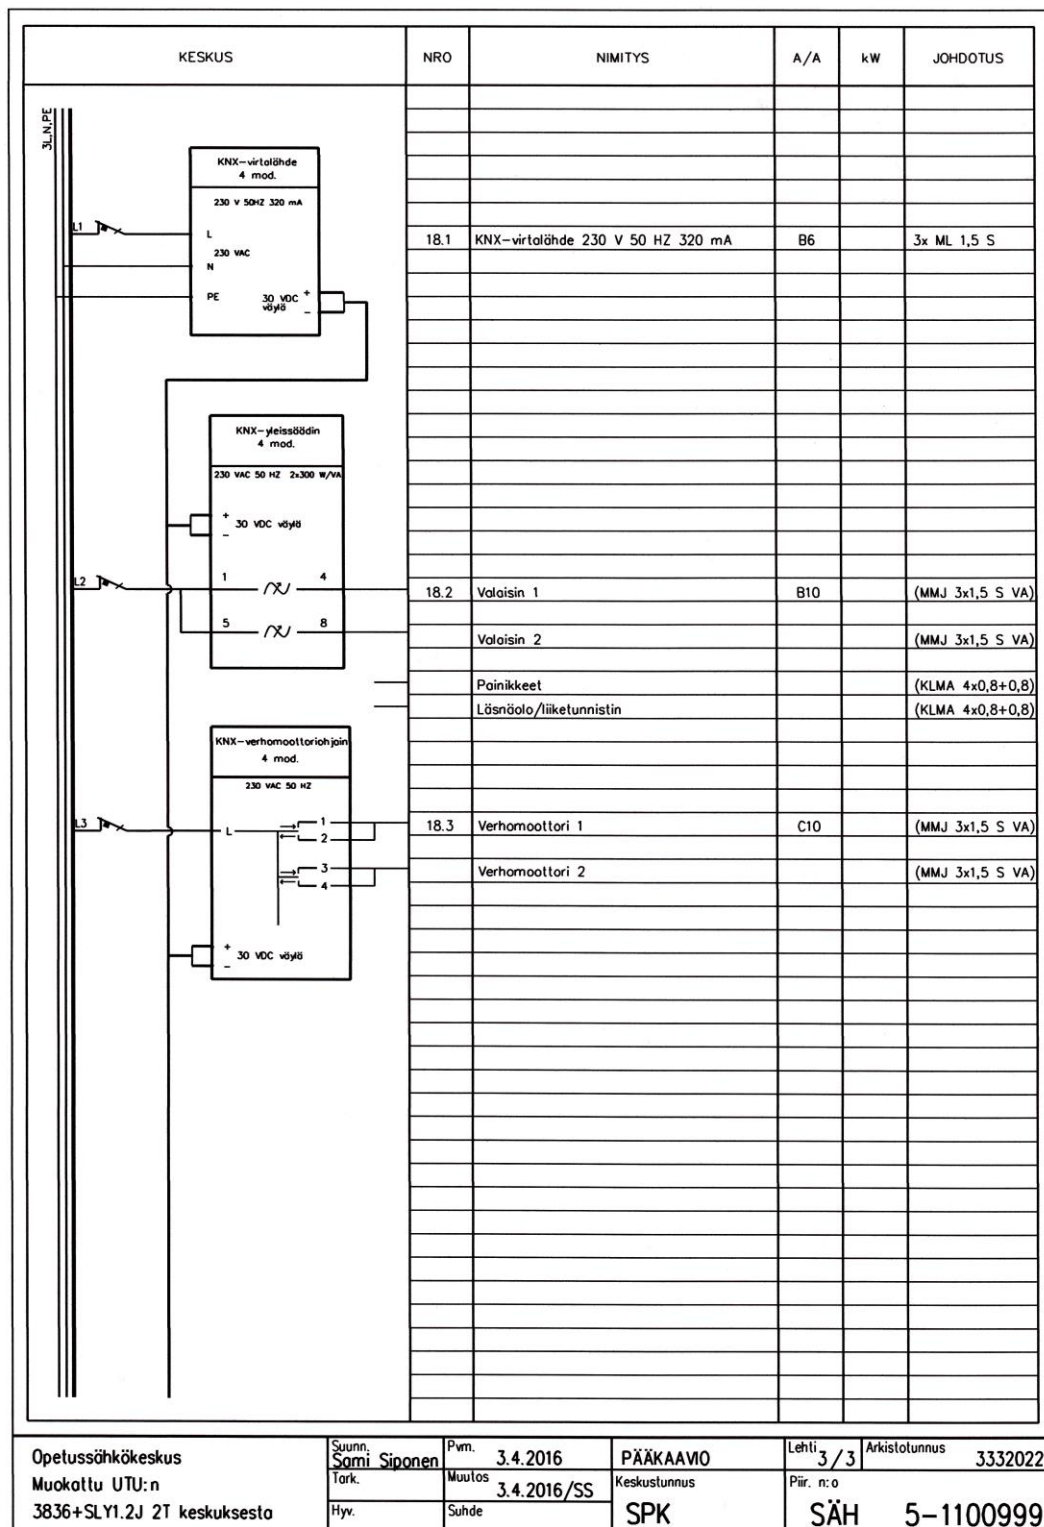 KESKUS NRO NIMITYS A/A kW JOHDOTUS
3L,N,PE
KNX-virtalähde
4 mod.
230 V 50HZ 320 mA
L1 L
18.1 KNX-virtalähde 230 V 50 HZ 320 mA B6 3x ML 1,5 S
230 VAC
N
PE 30 VDC +
väylä -
KNX-yleissäädin
4 mod.
230 VAC 50 HZ 2x300 W/VA
+
30 VDC väylä
-
L2 1 4
18.2 Valaisin 1 B10 (MMJ 3x1,5 S VA)
5 8
Valaisin 2 (MMJ 3x1,5 S VA)
Painikkeet (KLMA 4x0,8+0,8)
Läsnäolo/liiketunnistin (KLMA 4x0,8+0,8)
KNX-verhomoottoriohjain
4 mod.
230 VAC 50 HZ
L3 L 1
18.3 Verhomoottori 1 C10 (MMJ 3x1,5 S VA)
2
3
Verhomoottori 2 (MMJ 3x1,5 S VA)
4
+
30 VDC väylä
-
Opetussähkökeskus
Muokattu UTU:n
3836+SLY1.2J 2T keskuksesta
Suunn.
Sami Siponen
Tark.
Hyv.
Pvm.
3.4.2016
Muutos
3.4.2016/SS
Suhde
PÄÄKAAVIO
Keskustunnus
SPK
Lehti 3/3
Arkistotunnus
3332022
Piir. n:o
SÄH 5-1100999